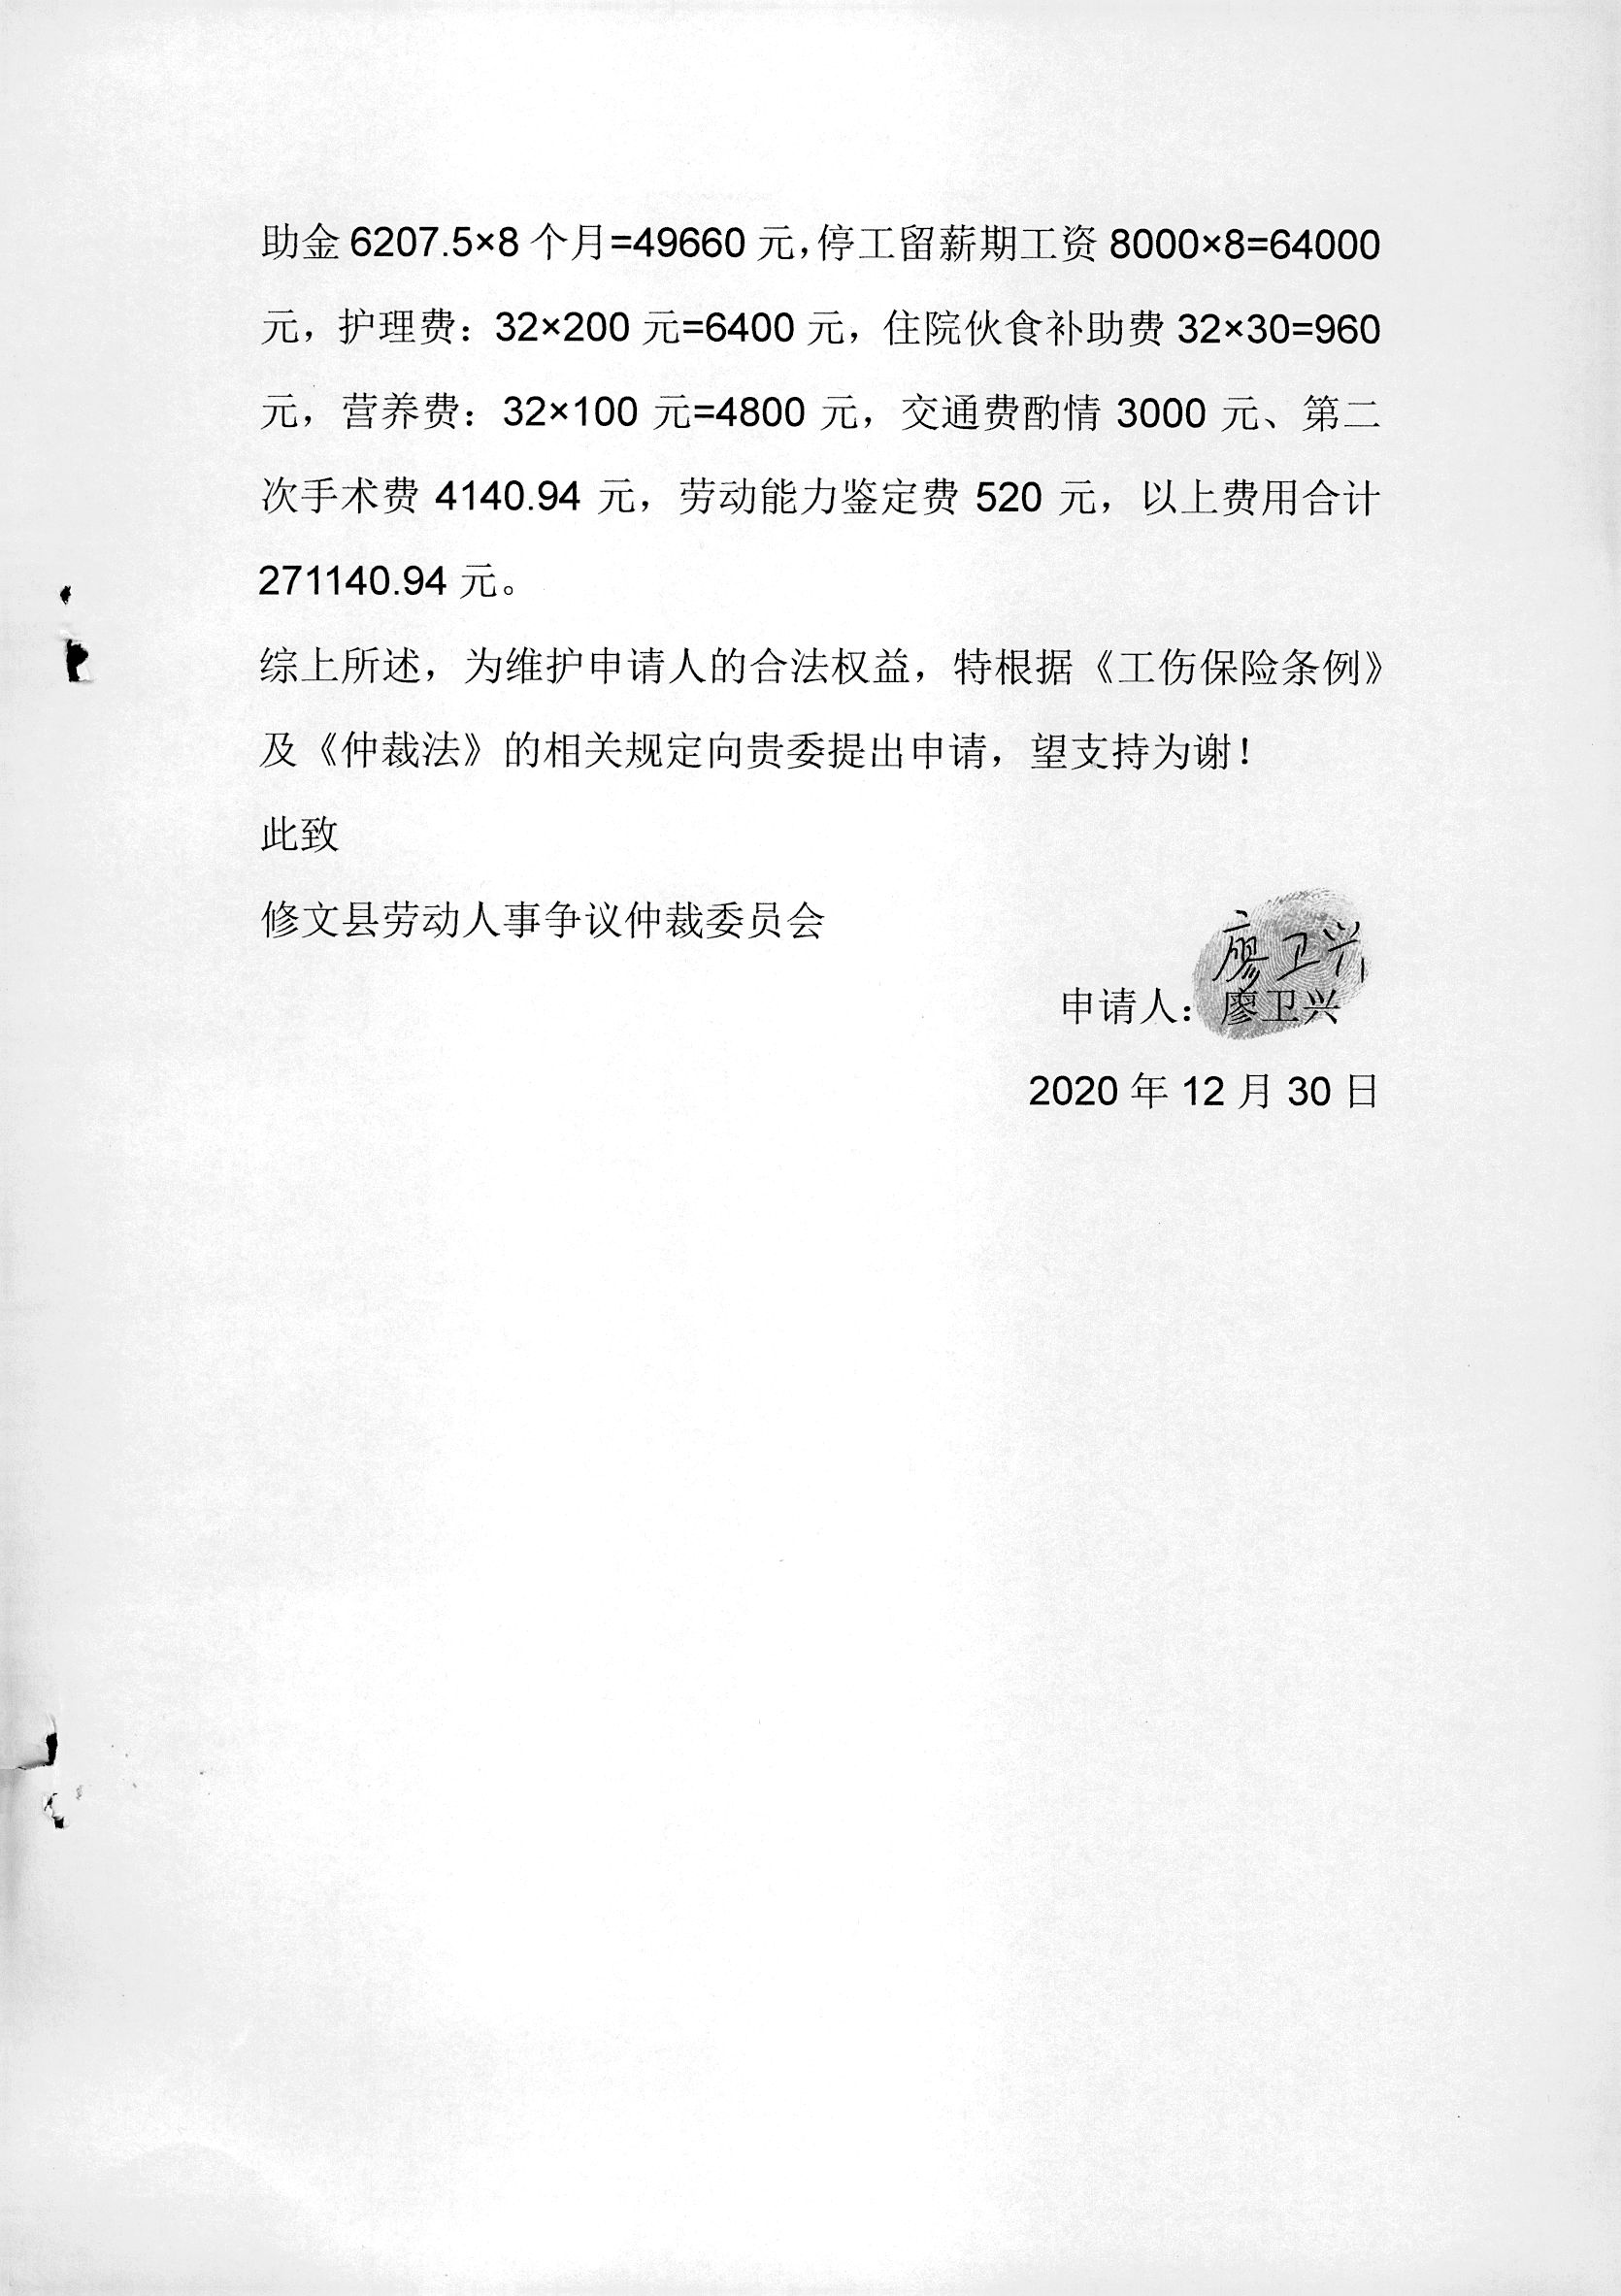 助金 6207.5×8 个月=49660 元,停工留薪期工资 8000×8=64000
元，护理费：32×200 元=6400 元，住院伙食补助费 32×30=960
元，营养费：32×100 元=4800 元，交通费酌情 3000 元、第二
次手术费 4140.94 元，劳动能力鉴定费 520 元，以上费用合计
271140.94 元。
综上所述，为维护申请人的合法权益，特根据《工伤保险条例》
及《仲裁法》的相关规定向贵委提出申请，望支持为谢！
此致
修文县劳动人事争议仲裁委员会
廖卫兴
申请人：廖卫兴
2020 年 12 月 30 日